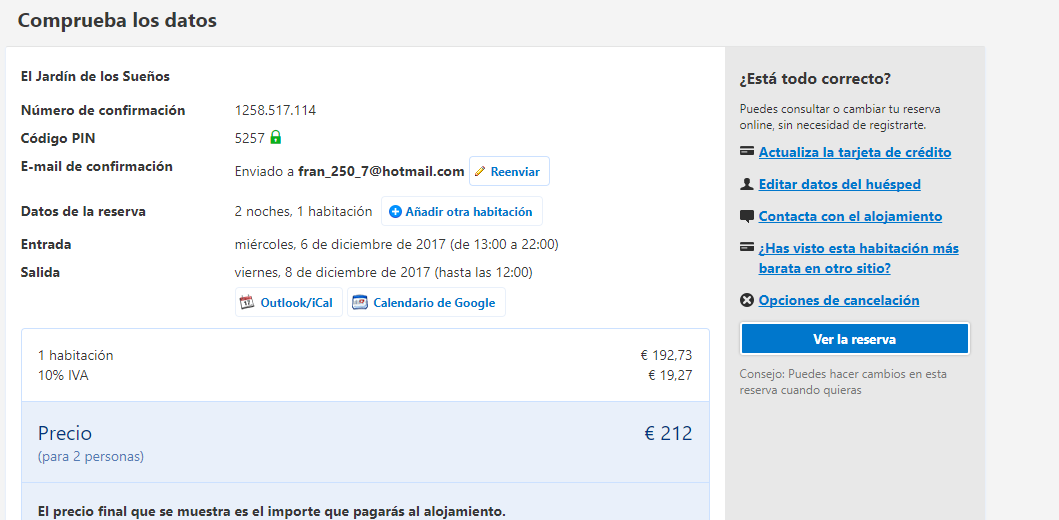 Comprueba los datos
El Jardín de los Sueños
Número de confirmación 1258.517.114
Código PIN 5257
E-mail de confirmación Enviado a fran_250_7@hotmail.com Reenviar
Datos de la reserva 2 noches, 1 habitación Añadir otra habitación
Entrada miércoles, 6 de diciembre de 2017 (de 13:00 a 22:00)
Salida viernes, 8 de diciembre de 2017 (hasta las 12:00)
Outlook/iCal Calendario de Google
1 habitación € 192,73
10% IVA € 19,27
Precio € 212
(para 2 personas)
El precio final que se muestra es el importe que pagarás al alojamiento.
¿Está todo correcto?
Puedes consultar o cambiar tu reserva
online, sin necesidad de registrarte.
Actualiza la tarjeta de crédito
Editar datos del huésped
Contacta con el alojamiento
¿Has visto esta habitación más
barata en otro sitio?
Opciones de cancelación
Ver la reserva
Consejo: Puedes hacer cambios en esta
reserva cuando quieras